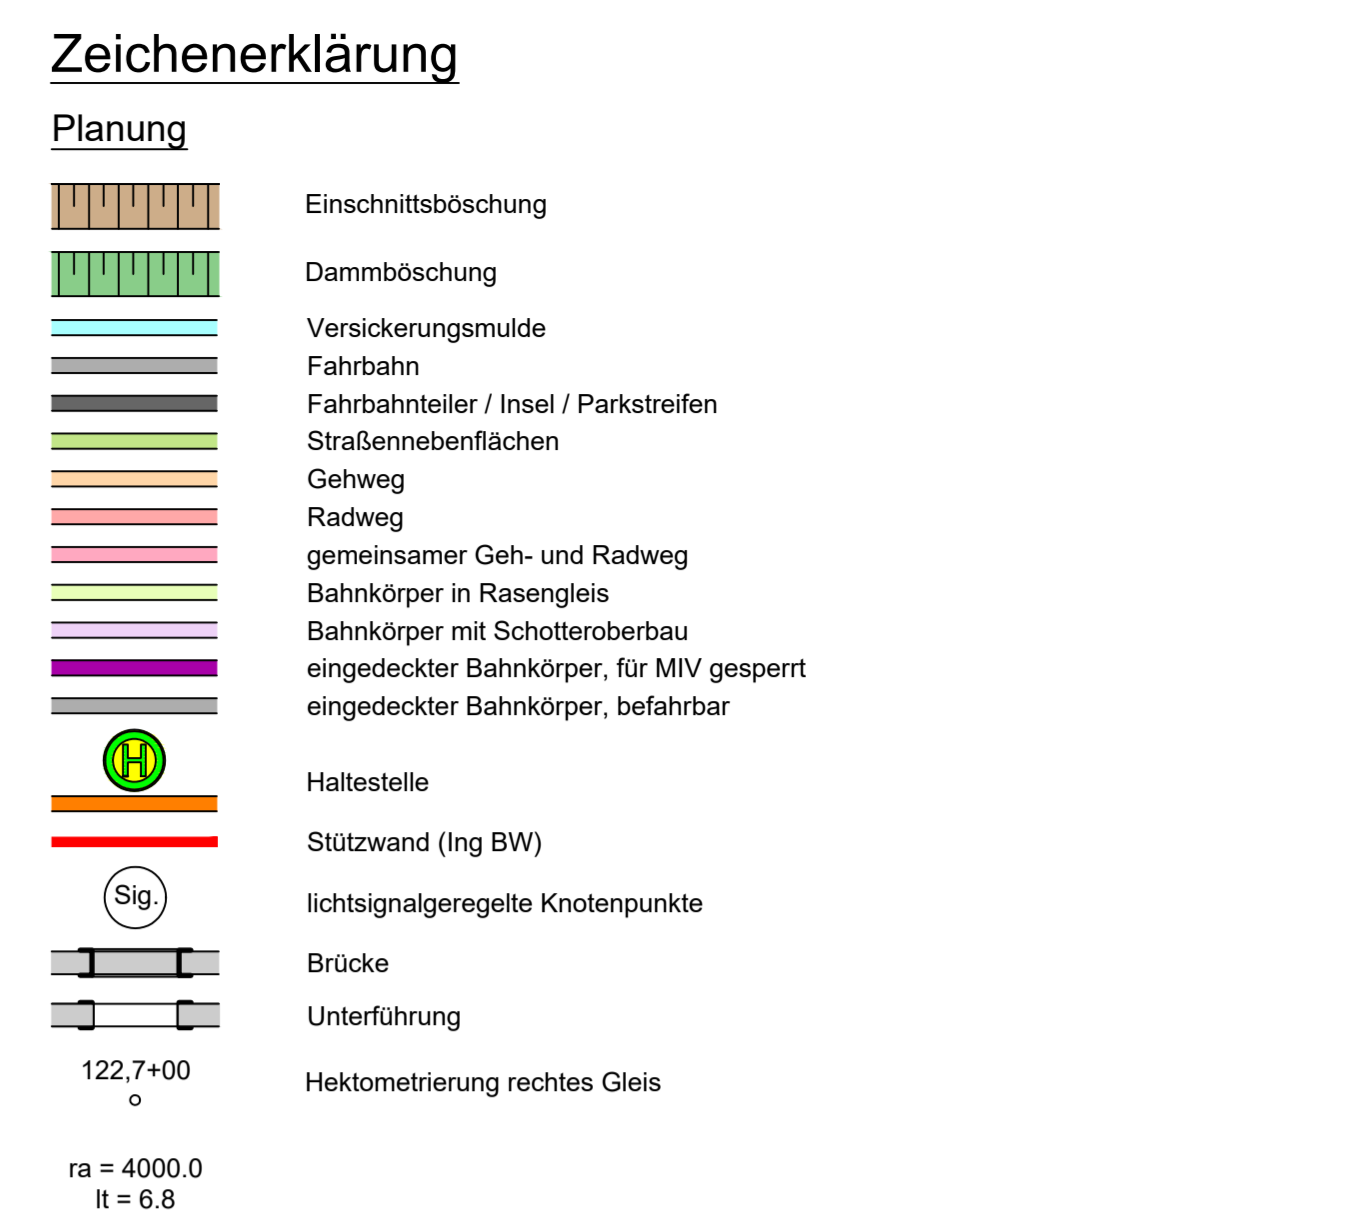 Zeichenerklärung
Planung
Einschnittsböschung
Dammböschung
Versickerungsmulde
Fahrbahn
Fahrbahnteiler / Insel / Parkstreifen
Straßennebenflächen
Gehweg
Radweg
gemeinsamer Geh- und Radweg
Bahnkörper in Rasengleis
Bahnkörper mit Schotteroberbau
eingedeckter Bahnkörper, für MIV gesperrt
eingedeckter Bahnkörper, befahrbar
H
Haltestelle
Stützwand (Ing BW)
Sig.
lichtsignalgeregelte Knotenpunkte
Brücke
Unterführung
122,7+00
Hektometrierung rechtes Gleis
ra = 4000.0
lt = 6.8